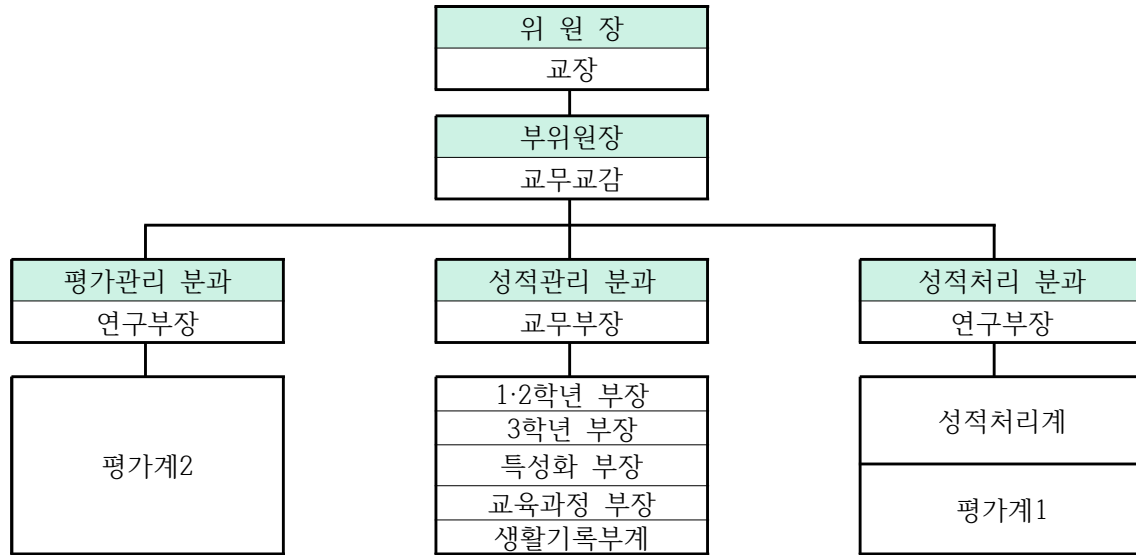 위 원 장
교장
부위원장
교무교감
평가관리 분과
연구부장
평가계2
성적관리 분과
교무부장
1·2학년 부장
3학년 부장
특성화 부장
교육과정 부장
생활기록부계
성적처리 분과
연구부장
성적처리계
평가계1